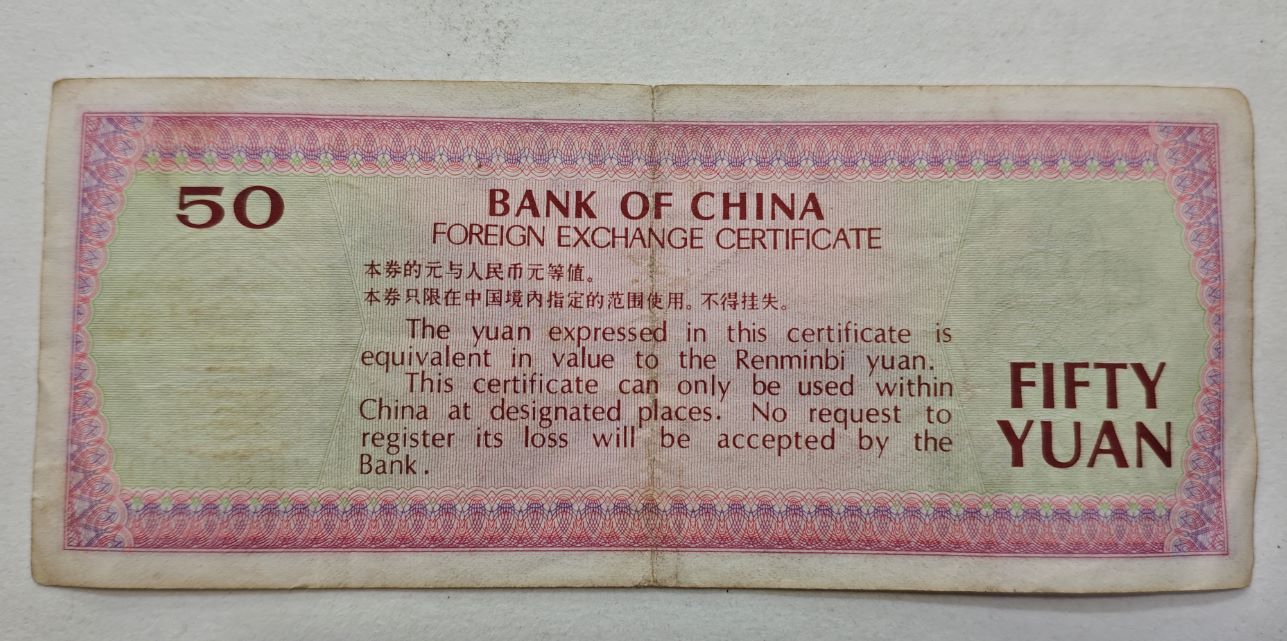 50
BANK OF CHINA
FOREIGN EXCHANGE CERTIFICATE
本券的元与人民币元等值。
本券只限在中国境内指定的范围使用。不得挂失。
The yuan expressed in this certificate is
equivalent in value to the Renminbi yuan.
This certificate can only be used within
China at designated places. No request to
register its loss will be accepted by the
Bank.
FIFTY
YUAN